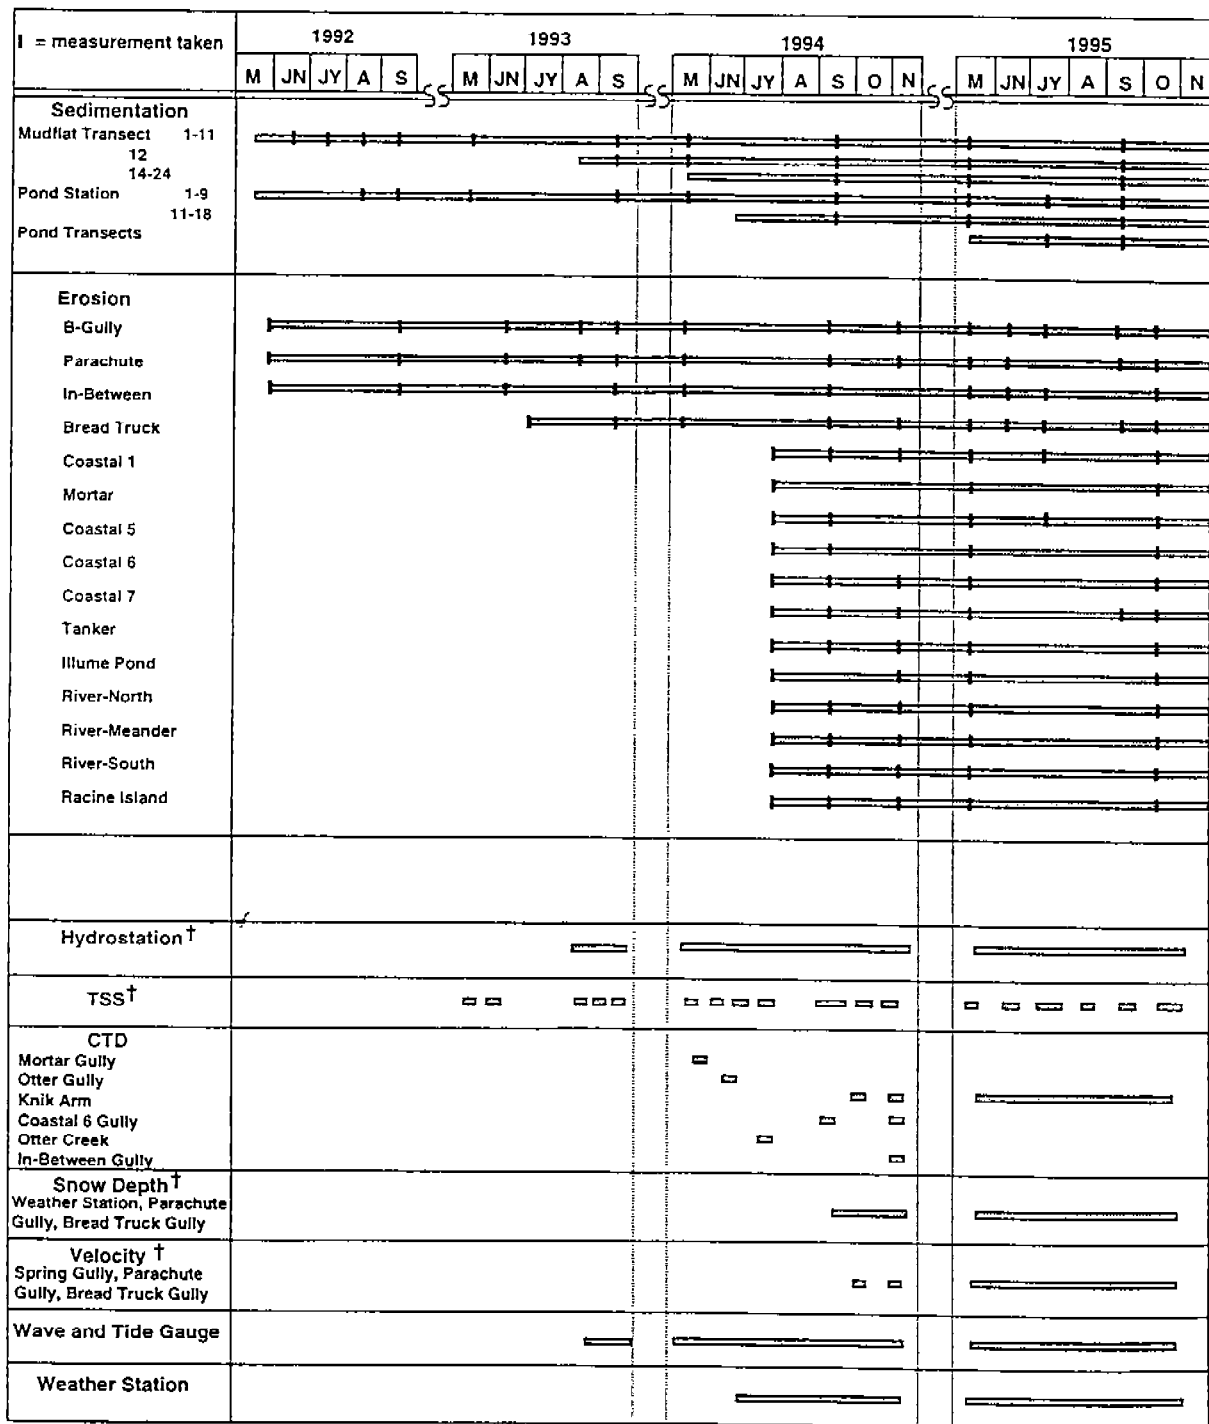 I = measurement taken
1992 1993 1994 1995
M JN JY A S M JN JY A S M JN JY A S O N M JN JY A S O N
Sedimentation
Mudflat Transect 1-11
12
14-24
Pond Station 1-9
11-18
Pond Transects
Erosion
B-Gully
Parachute
In-Between
Bread Truck
Coastal 1
Mortar
Coastal 5
Coastal 6
Coastal 7
Tanker
Illume Pond
River-North
River-Meander
River-South
Racine Island
Hydrostation†
TSS†
CTD
Mortar Gully
Otter Gully
Knik Arm
Coastal 6 Gully
Otter Creek
In-Between Gully
Snow Depth†
Weather Station, Parachute
Gully, Bread Truck Gully
Velocity †
Spring Gully, Parachute
Gully, Bread Truck Gully
Wave and Tide Gauge
Weather Station